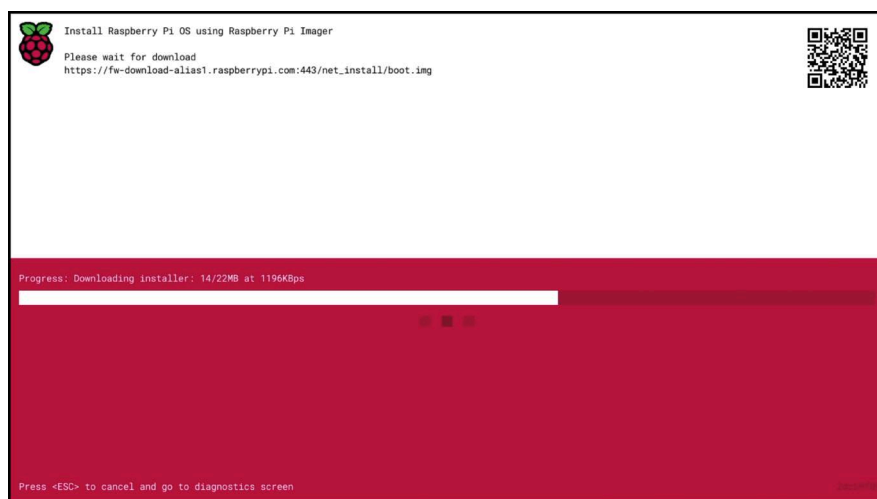 Install Raspberry Pi OS using Raspberry Pi Imager
Please wait for download
https://fw-download-alias1.raspberrypi.com:443/net_install/boot.img
Progress: Downloading installer: 14/22MB at 1196KBps
Press <ESC> to cancel and go to diagnostics screen